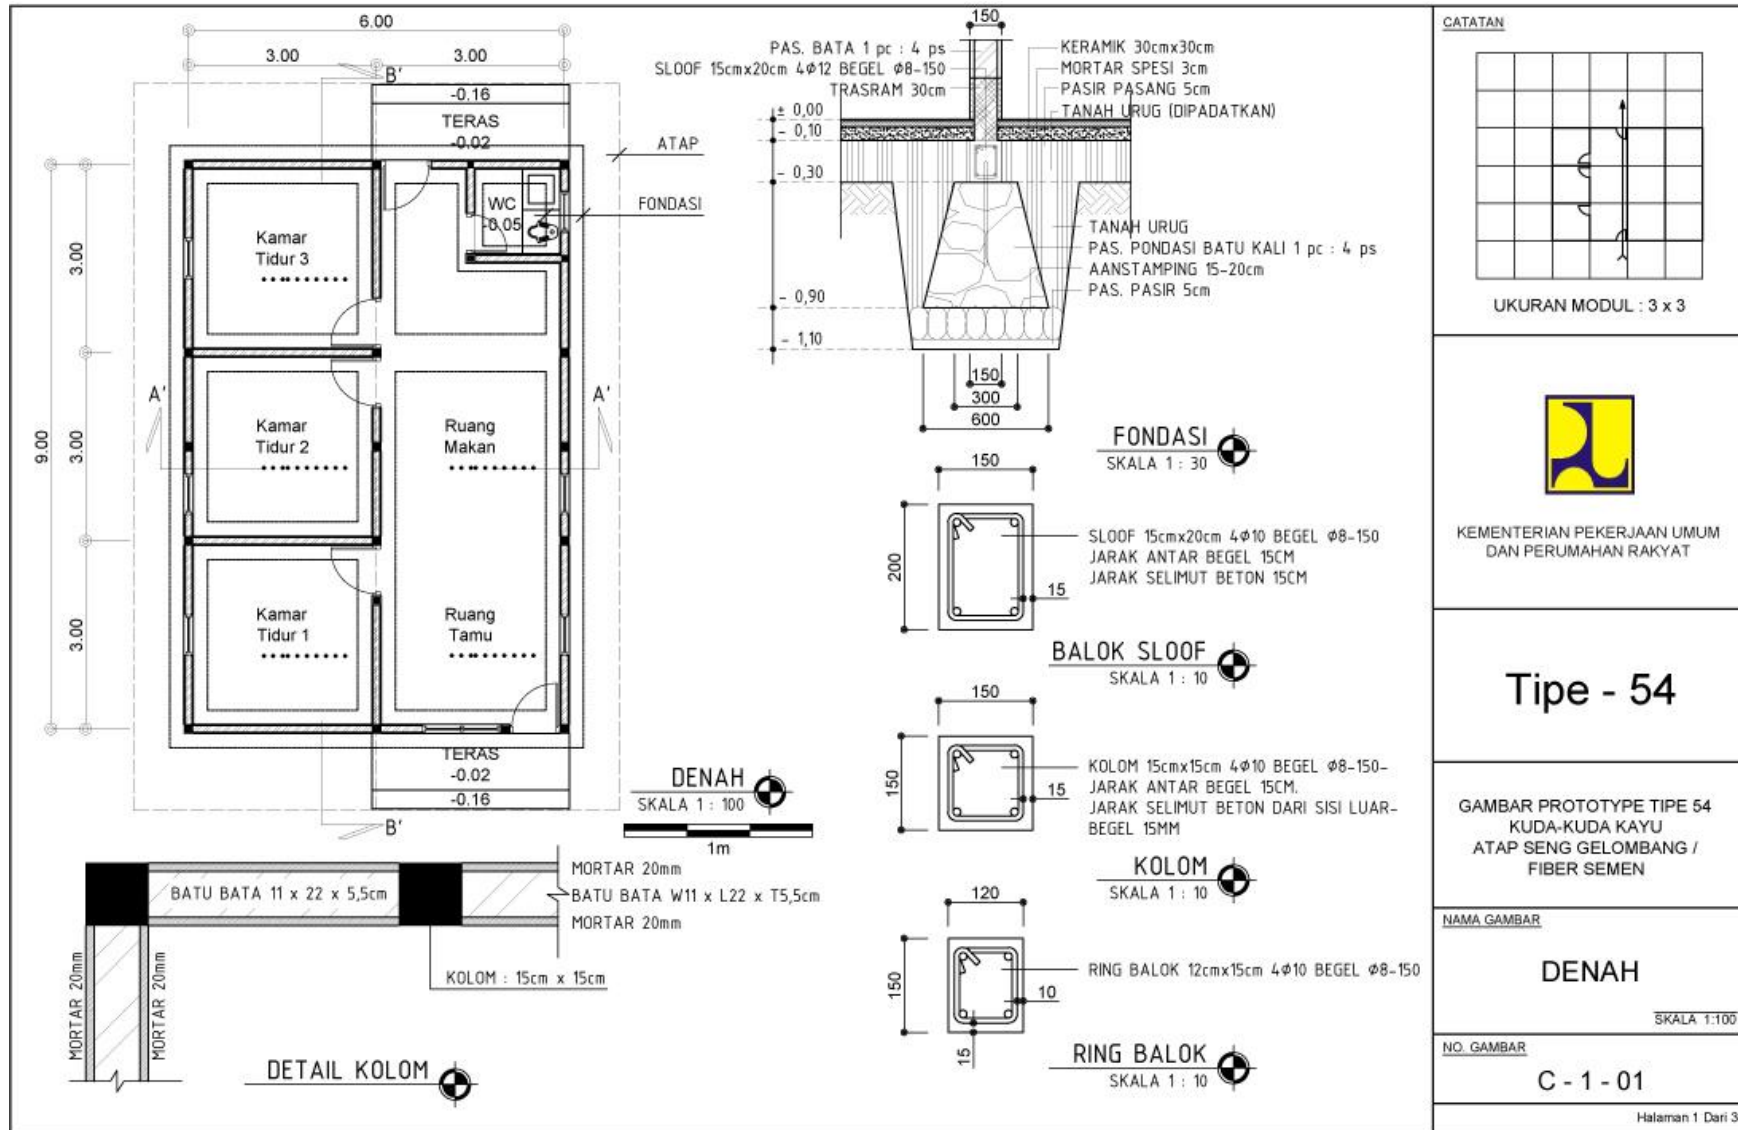 6.00
3.00
3.00
B'
-0.16
TERAS
-0.02
ATAP
FONDASI
WC
-0.05
Kamar
Tidur 3
3.00
9.00
A'
A'
Kamar
Tidur 2
Ruang
Makan
3.00
Kamar
Tidur 1
Ruang
Tamu
3.00
TERAS
-0.02
-0.16
B'
DENAH
SKALA 1 : 100
1m
BATU BATA 11 x 22 x 5,5cm
MORTAR 20mm
BATU BATA W11 x L22 x T5,5cm
MORTAR 20mm
KOLOM : 15cm x 15cm
MORTAR 20mm
MORTAR 20mm
DETAIL KOLOM
150
PAS. BATA 1 pc : 4 ps
SLOOF 15cmx20cm 4ϕ12 BEGEL ϕ8-150
TRASRAM 30cm
KERAMIK 30cmx30cm
MORTAR SPESI 3cm
PASIR PASANG 5cm
TANAH URUG (DIPADATKAN)
± 0,00
- 0,10
- 0,30
- 0,90
- 1,10
TANAH URUG
PAS. PONDASI BATU KALI 1 pc : 4 ps
AANSTAMPING 15-20cm
PAS. PASIR 5cm
150
300
600
FONDASI
SKALA 1 : 30
150
200
15
SLOOF 15cmx20cm 4ϕ10 BEGEL ϕ8-150
JARAK ANTAR BEGEL 15CM
JARAK SELIMUT BETON 15CM
BALOK SLOOF
SKALA 1 : 10
150
150
15
KOLOM 15cmx15cm 4ϕ10 BEGEL ϕ8-150-
JARAK ANTAR BEGEL 15CM.
JARAK SELIMUT BETON DARI SISI LUAR-
BEGEL 15MM
KOLOM
SKALA 1 : 10
120
150
10
15
RING BALOK 12cmx15cm 4ϕ10 BEGEL ϕ8-150
RING BALOK
SKALA 1 : 10
CATATAN
UKURAN MODUL : 3 x 3
KEMENTERIAN PEKERJAAN UMUM
DAN PERUMAHAN RAKYAT
Tipe - 54
GAMBAR PROTOTYPE TIPE 54
KUDA-KUDA KAYU
ATAP SENG GELOMBANG /
FIBER SEMEN
NAMA GAMBAR
DENAH
SKALA 1:100
NO. GAMBAR
C - 1 - 01
Halaman 1 Dari 3